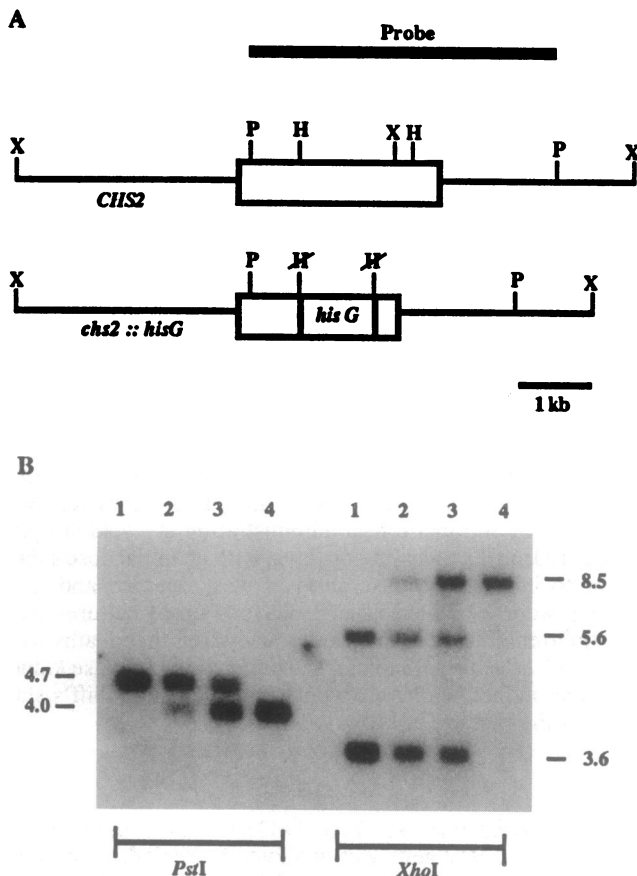 A
Probe
P H X H P
X X
CHS2
P H H P
X X
his G
chs2 :: hisG
1 kb
B
1 2 3 4 1 2 3 4
8.5
5.6
4.7
4.0
3.6
PstI XhoI